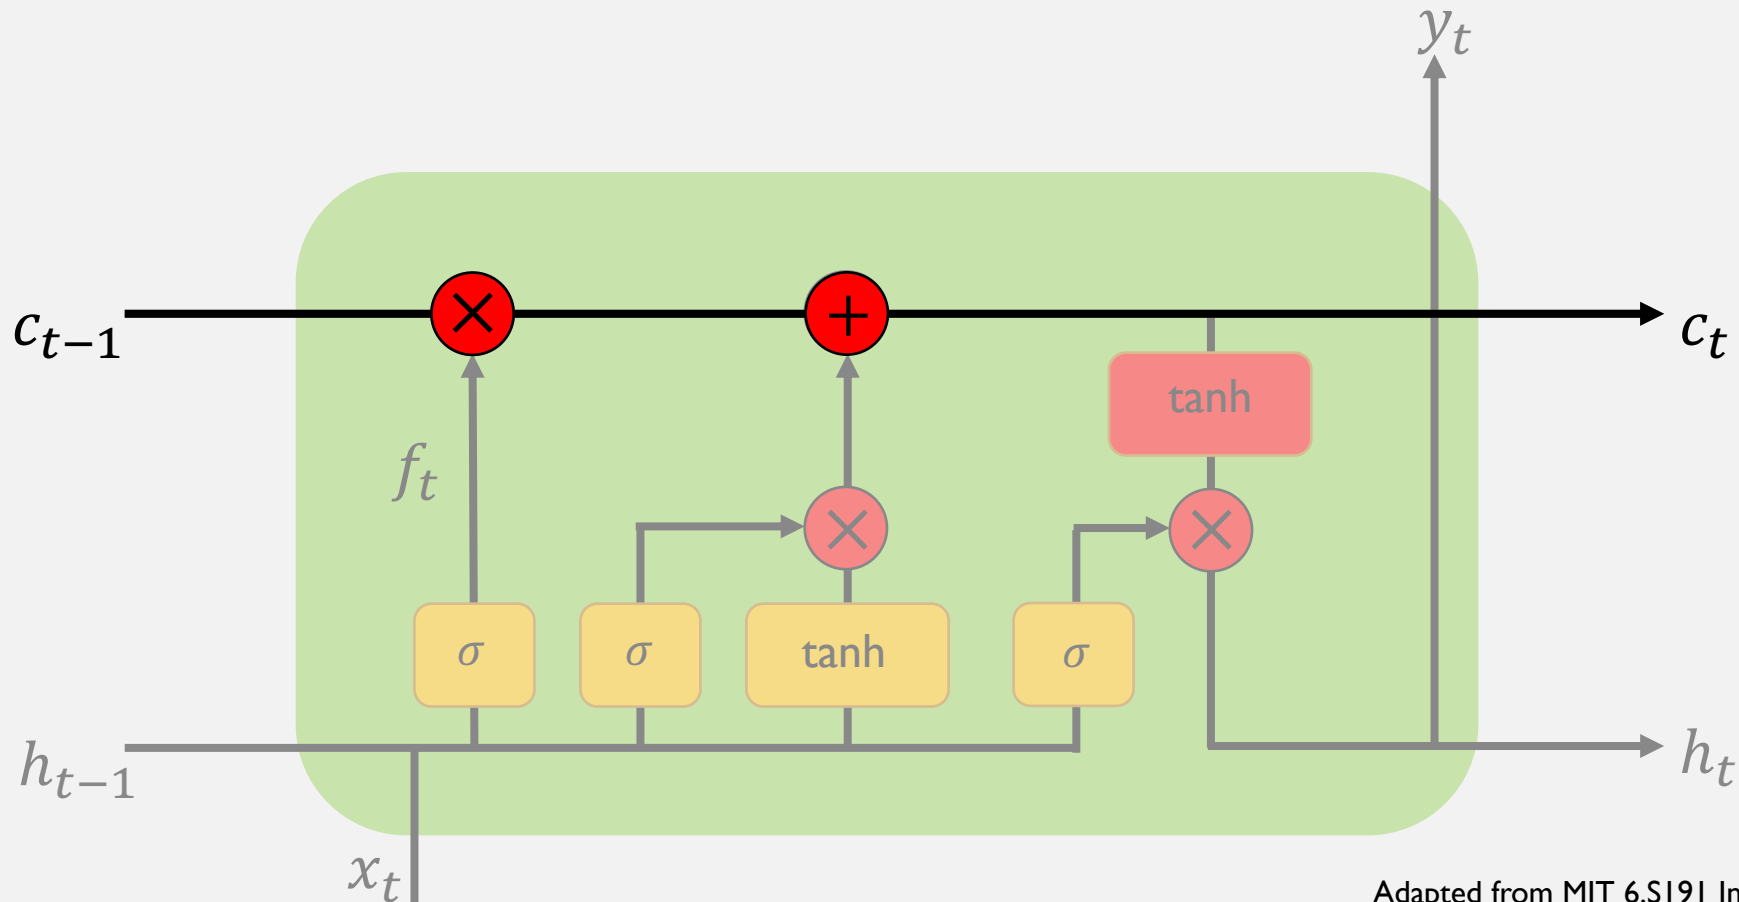 y_t
×
+
c_{t-1}
c_t
tanh
f_t
×
×
σ
σ
tanh
σ
h_{t-1}
h_t
x_t
Adapted from MIT 6.S191 In